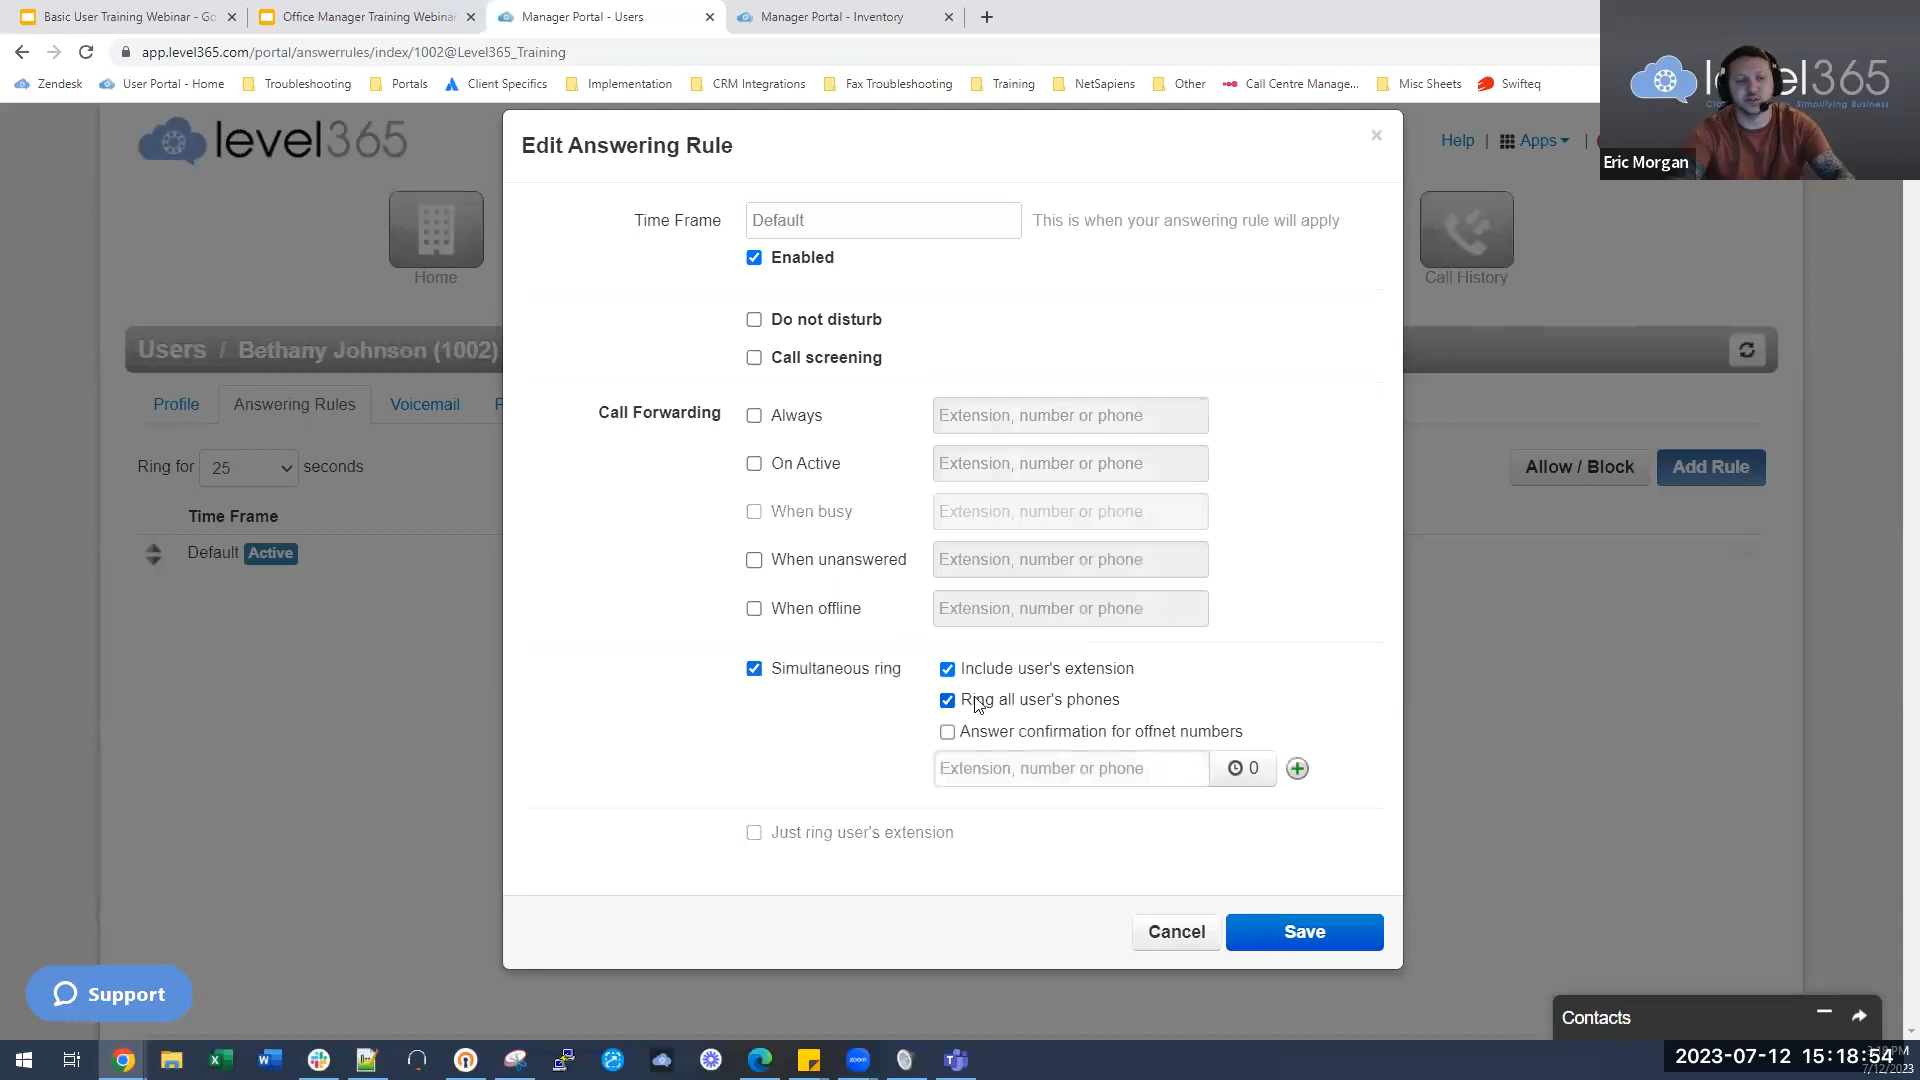 Basic User Training Webinar - Go
Office Manager Training Webinar
Manager Portal - Users
Manager Portal - Inventory
app.level365.com/portal/answerrules/index/1002@Level365_Training
Zendesk
User Portal - Home
Troubleshooting
Portals
Client Specifics
Implementation
CRM Integrations
Fax Troubleshooting
Training
NetSapiens
Other
Call Centre Manage...
Misc Sheets
Swifteq
Eric Morgan
level365
Help | Apps |
Home
Call History
Users / Bethany Johnson (1002)
Profile
Answering Rules
Voicemail
Ring for 25 seconds
Allow / Block
Add Rule
Time Frame
Default Active
Edit Answering Rule
×
Time Frame
Default
This is when your answering rule will apply
Enabled
Do not disturb
Call screening
Call Forwarding
Always
Extension, number or phone
On Active
Extension, number or phone
When busy
Extension, number or phone
When unanswered
Extension, number or phone
When offline
Extension, number or phone
Simultaneous ring
Include user's extension
Ring all user's phones
Answer confirmation for offnet numbers
Extension, number or phone
0
Just ring user's extension
Cancel
Save
Support
Contacts
2023-07-12 15:18:54
7/12/2023